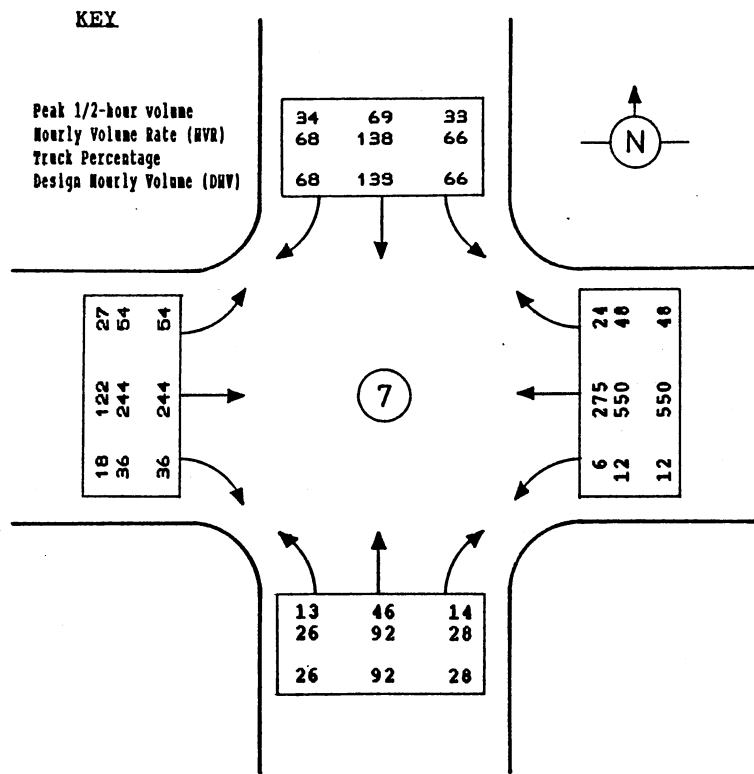 KEY
Peak 1/2-hour volume
Hourly Volume Rate (HVR)
Truck Percentage
Design Hourly Volume (DHV)
34 69 33
68 138 66
68 139 66
N
27 54 54
122 244 244
18 36 36
7
24 48 48
275 550 550
6 12 12
13 46 14
26 92 28
26 92 28